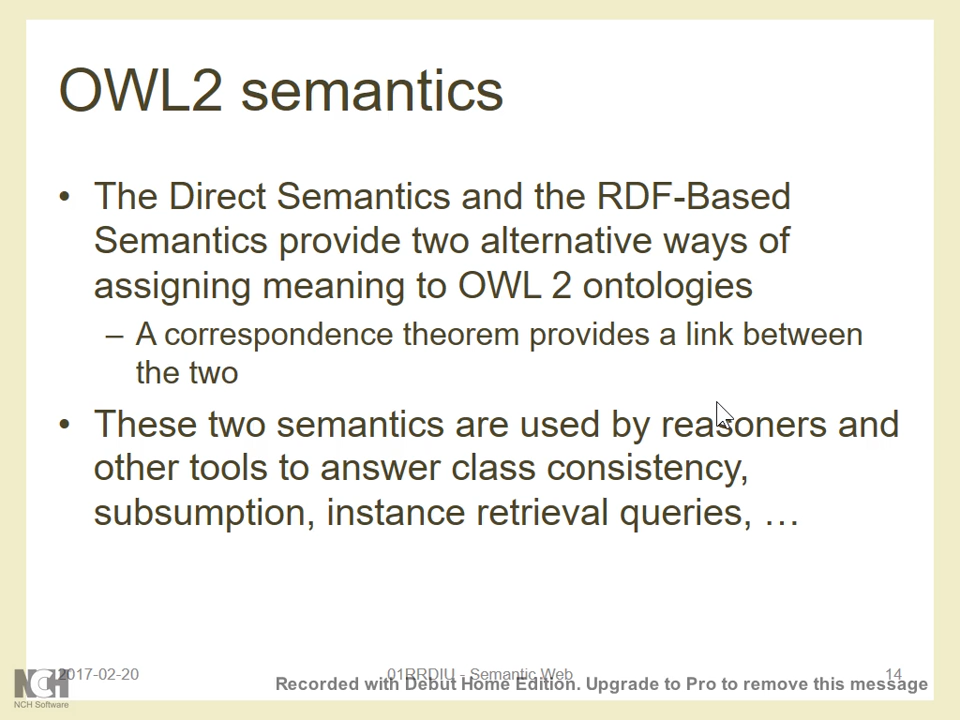 OWL2 semantics
• The Direct Semantics and the RDF-Based
Semantics provide two alternative ways of
assigning meaning to OWL 2 ontologies
– A correspondence theorem provides a link between
the two
• These two semantics are used by reasoners and
other tools to answer class consistency,
subsumption, instance retrieval queries, …
2017-02-20
01RRDIU - Semantic Web
14
Recorded with Debut Home Edition. Upgrade to Pro to remove this message
NCH
NCH Software